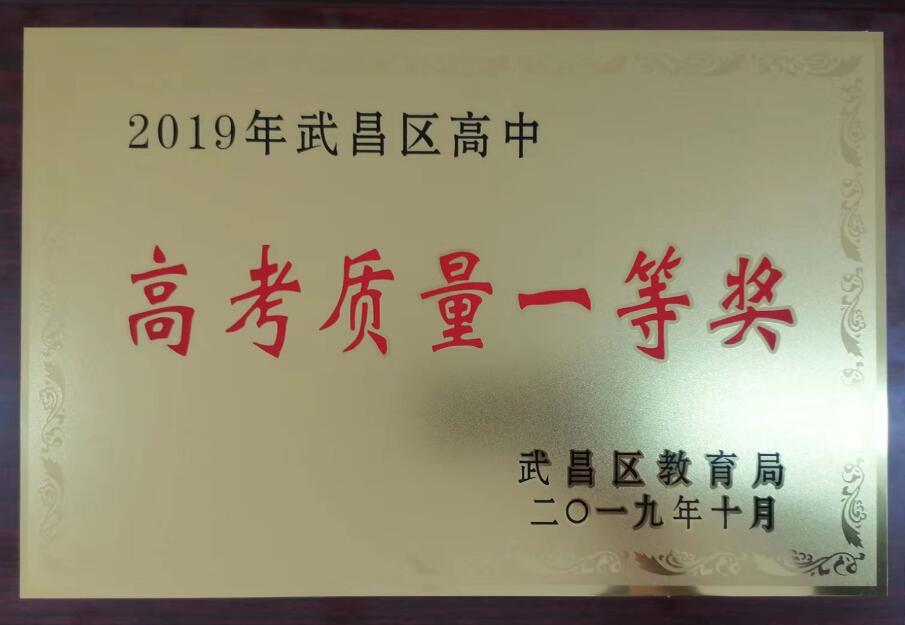 2019年武昌区高中
高考质量一等奖
武昌区教育局
二〇一九年十月